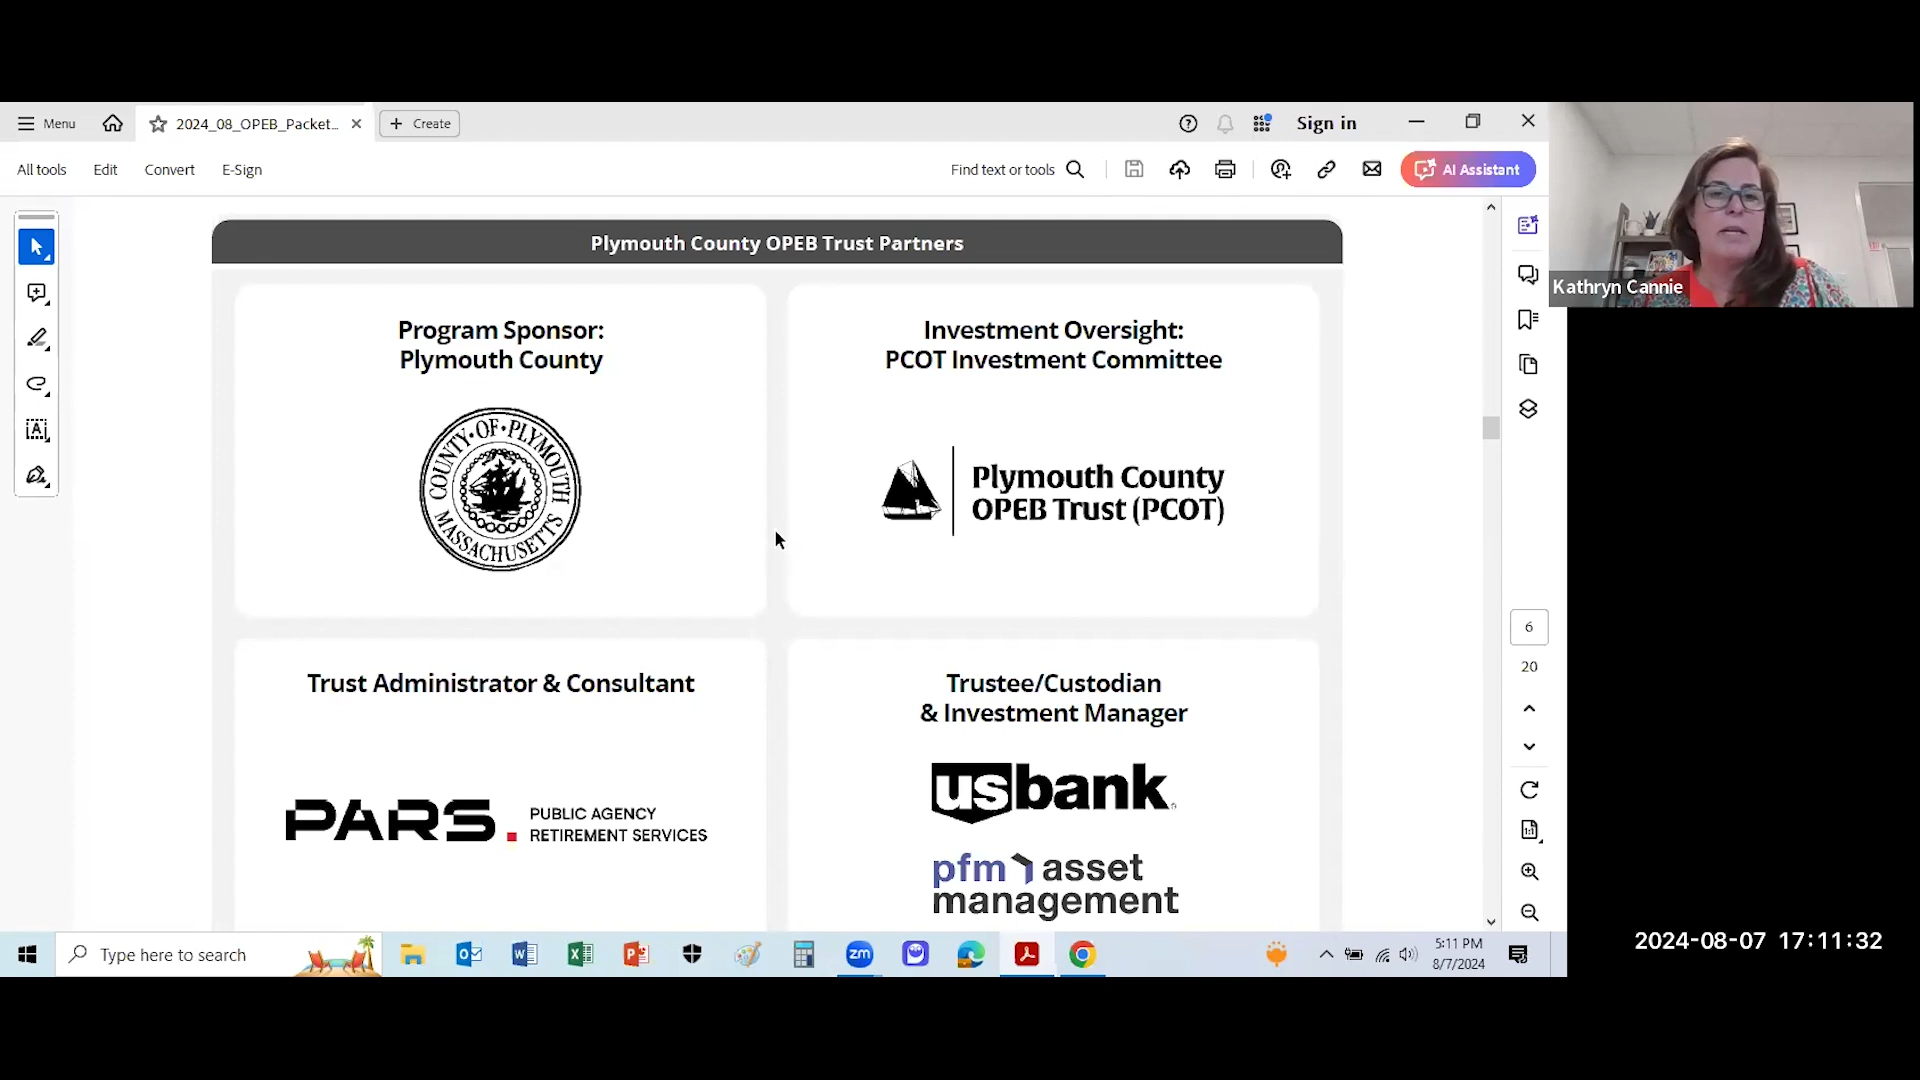 Menu
2024_08_OPEB_Packet...
Create
Sign in
All tools
Edit
Convert
E-Sign
Find text or tools
AI Assistant
Plymouth County OPEB Trust Partners
Program Sponsor:
Plymouth County
COUNTY·OF·PLYMOUTH
MASSACHUSETTS
Investment Oversight:
PCOT Investment Committee
Plymouth County
OPEB Trust (PCOT)
Trust Administrator & Consultant
PARS.
PUBLIC AGENCY
RETIREMENT SERVICES
Trustee/Custodian
& Investment Manager
usbank
pfm asset
management
6
20
1:1
Kathryn Cannie
Type here to search
zm
5:11 PM
8/7/2024
2024-08-07 17:11:32